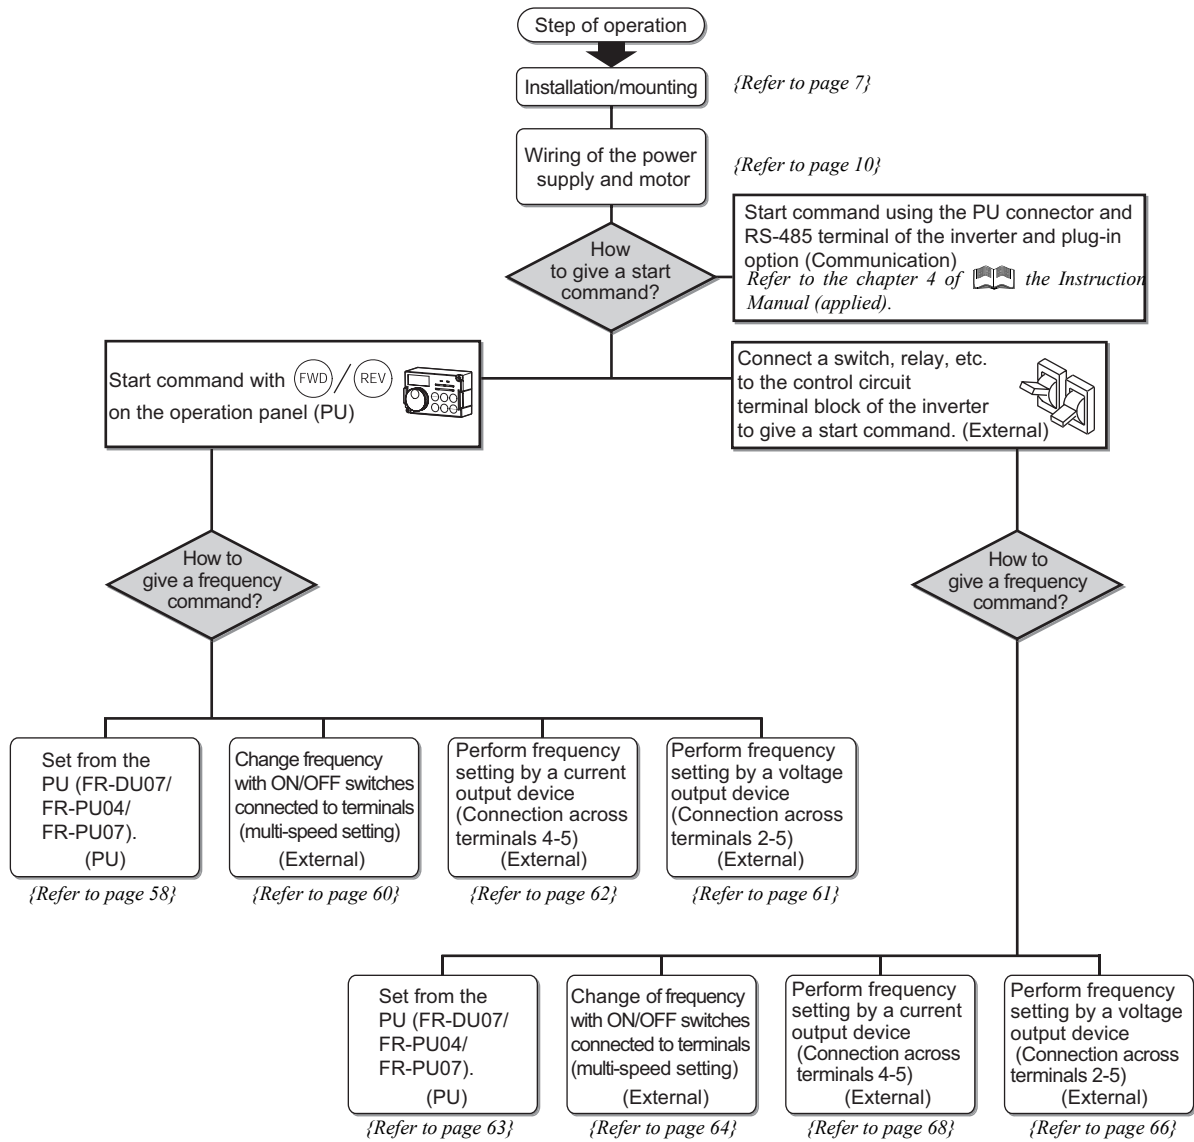 Step of operation
Installation/mounting
{Refer to page 7}
Wiring of the power
supply and motor
{Refer to page 10}
How
to give a start
command?
Start command using the PU connector and
RS-485 terminal of the inverter and plug-in
option (Communication)
Refer to the chapter 4 of the Instruction
Manual (applied).
Start command with FWD / REV
on the operation panel (PU)
Connect a switch, relay, etc.
to the control circuit
terminal block of the inverter
to give a start command. (External)
How to
give a frequency
command?
How to
give a frequency
command?
Set from the
PU (FR-DU07/
FR-PU04/
FR-PU07).
(PU)
{Refer to page 58}
Change frequency
with ON/OFF switches
connected to terminals
(multi-speed setting)
(External)
{Refer to page 60}
Perform frequency
setting by a current
output device
(Connection across
terminals 4-5)
(External)
{Refer to page 62}
Perform frequency
setting by a voltage
output device
(Connection across
terminals 2-5)
(External)
{Refer to page 61}
Set from the
PU (FR-DU07/
FR-PU04/
FR-PU07).
(PU)
{Refer to page 63}
Change of frequency
with ON/OFF switches
connected to terminals
(multi-speed setting)
(External)
{Refer to page 64}
Perform frequency
setting by a current
output device
(Connection across
terminals 4-5)
(External)
{Refer to page 68}
Perform frequency
setting by a voltage
output device
(Connection across
terminals 2-5)
(External)
{Refer to page 66}